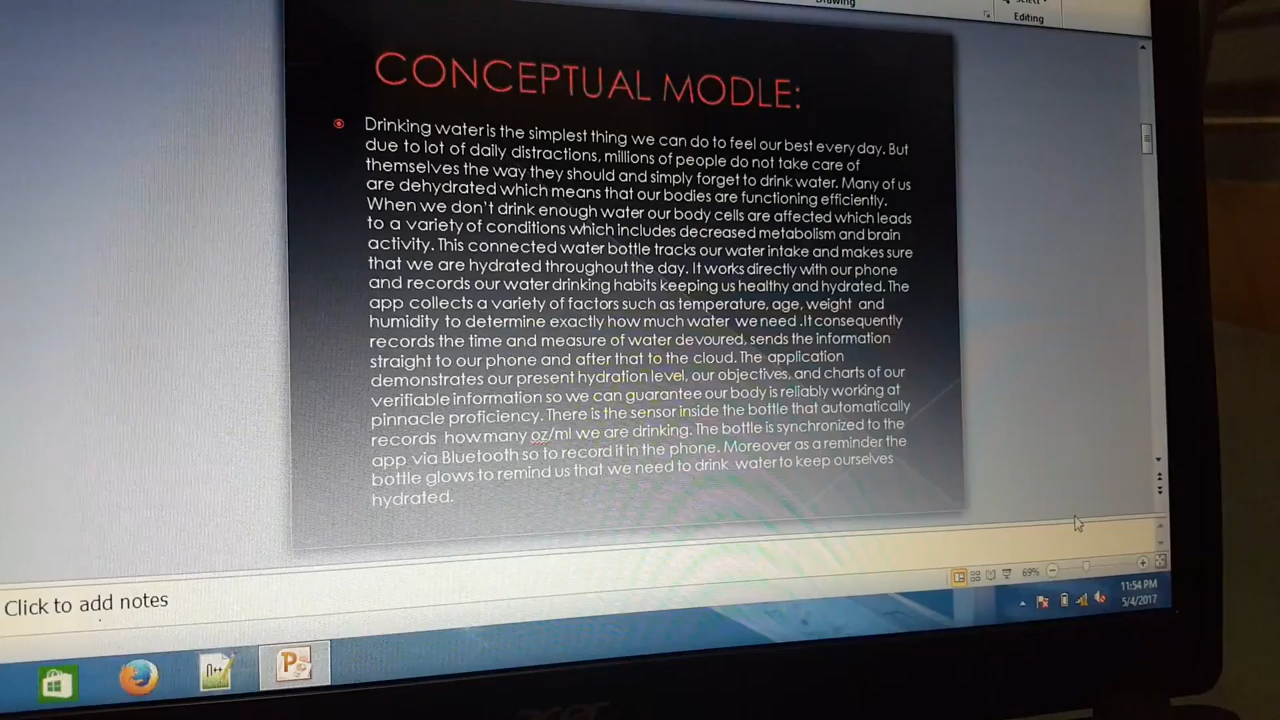 Editing
CONCEPTUAL MODLE:
Drinking water is the simplest thing we can do to feel our best every day. But
due to lot of daily distractions, millions of people do not take care of
themselves the way they should and simply forget to drink water. Many of us
are dehydrated which means that our bodies are functioning efficiently.
When we don't drink enough water our body cells are affected which leads
to a variety of conditions which includes decreased metabolism and brain
activity. This connected water bottle tracks our water intake and makes sure
that we are hydrated throughout the day. It works directly with our phone
and records our water drinking habits keeping us healthy and hydrated. The
app collects a variety of factors such as temperature, age, weight and
humidity to determine exactly how much water we need .It consequently
records the time and measure of water devoured, sends the information
straight to our phone and after that to the cloud. The application
demonstrates our present hydration level, our objectives, and charts of our
verifiable information so we can guarantee our body is reliably working at
pinnacle proficiency. There is the sensor inside the bottle that automatically
records how many oz/ml we are drinking. The bottle is synchronized to the
app via Bluetooth so to record it in the phone. Moreover as a reminder the
bottle glows to remind us that we need to drink water to keep ourselves
hydrated.
69%
Click to add notes
11:54 PM
5/4/2017